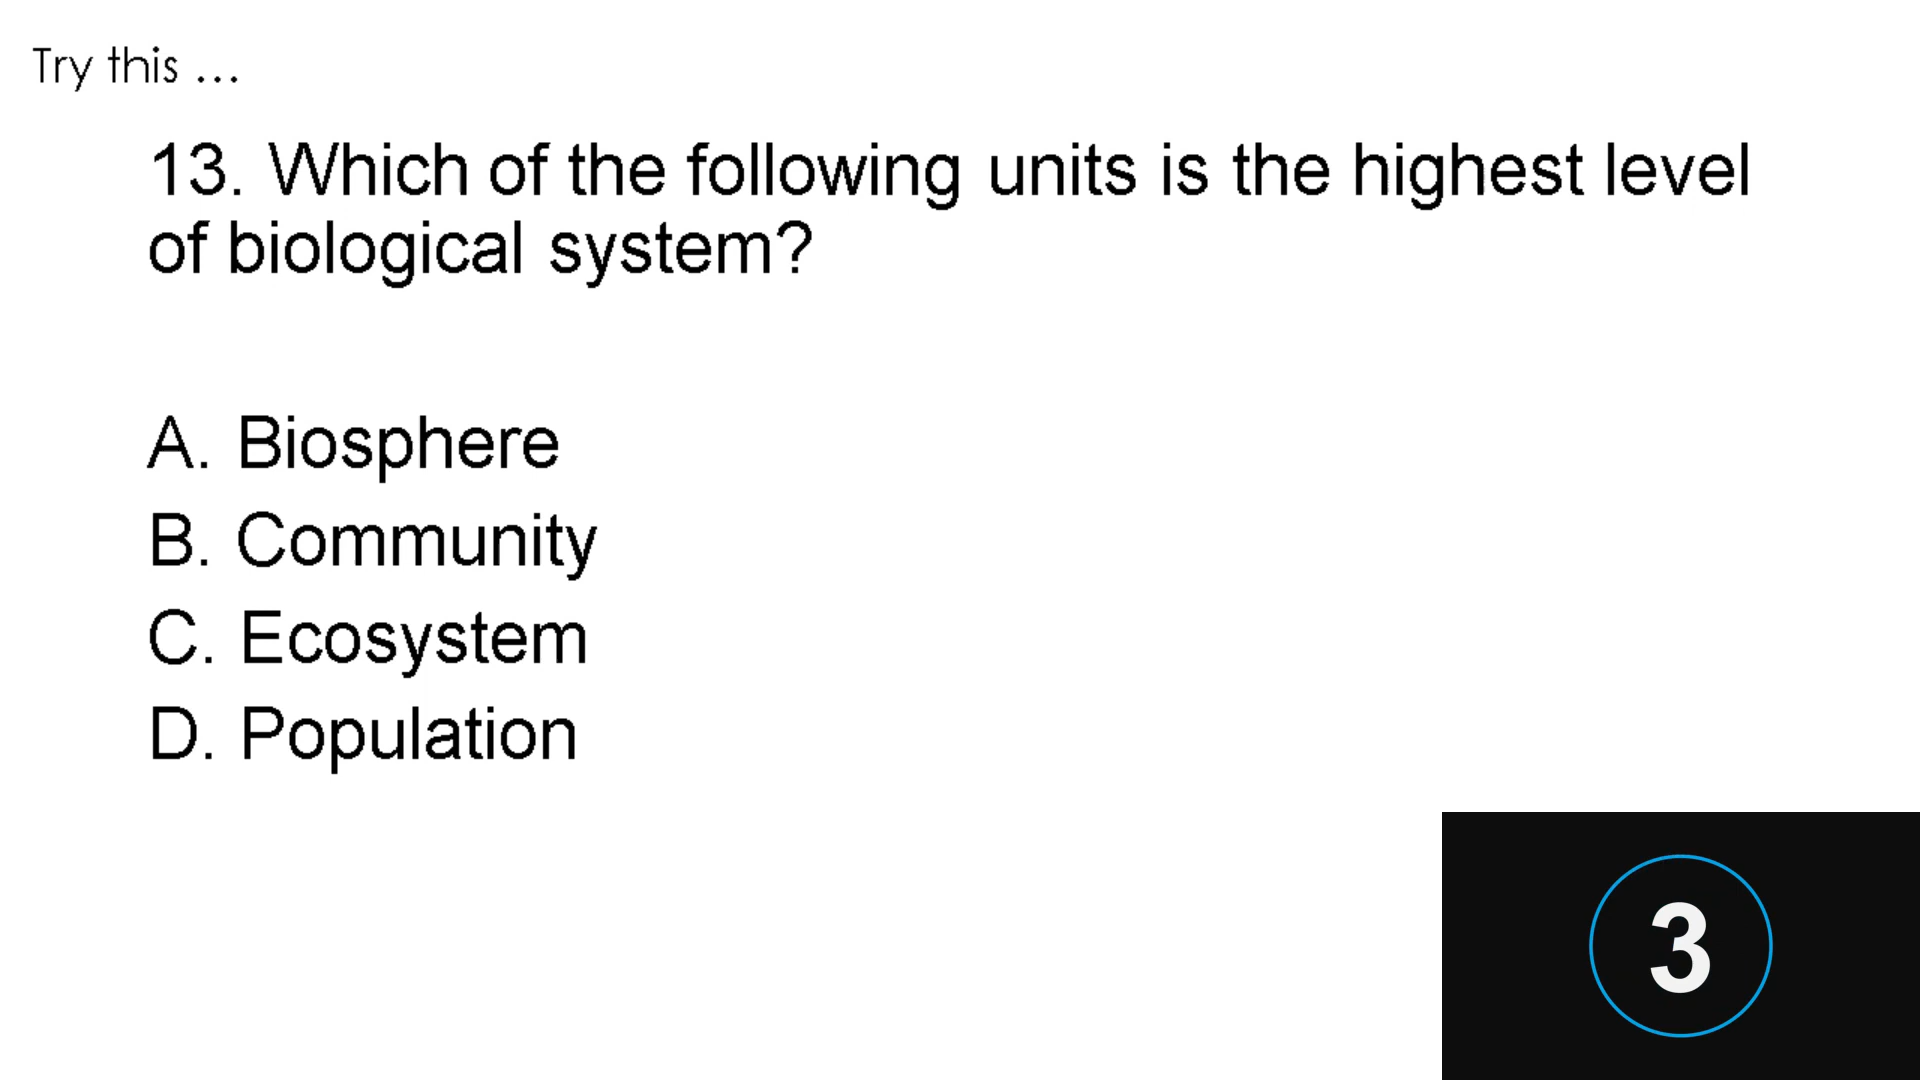 Try this ...
13. Which of the following units is the highest level
of biological system?
A. Biosphere
B. Community
C. Ecosystem
D. Population
3